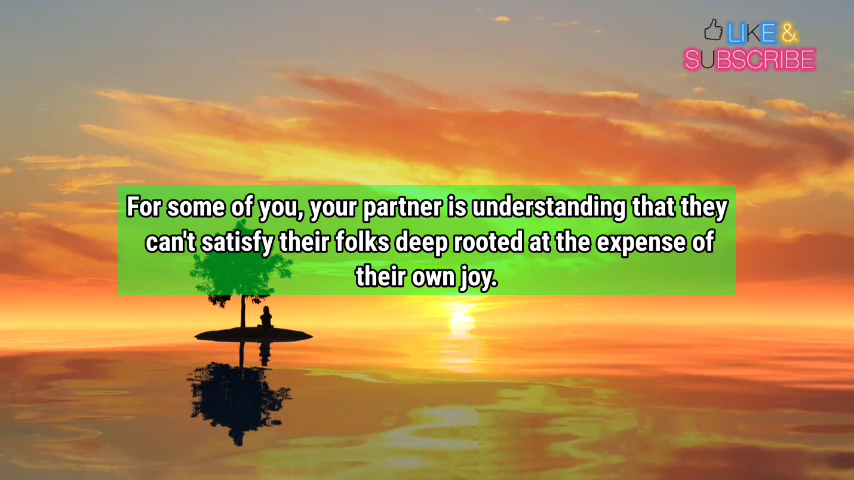 LIKE &
SUBSCRIBE
For some of you, your partner is understanding that they
can't satisfy their folks deep rooted at the expense of
their own joy.